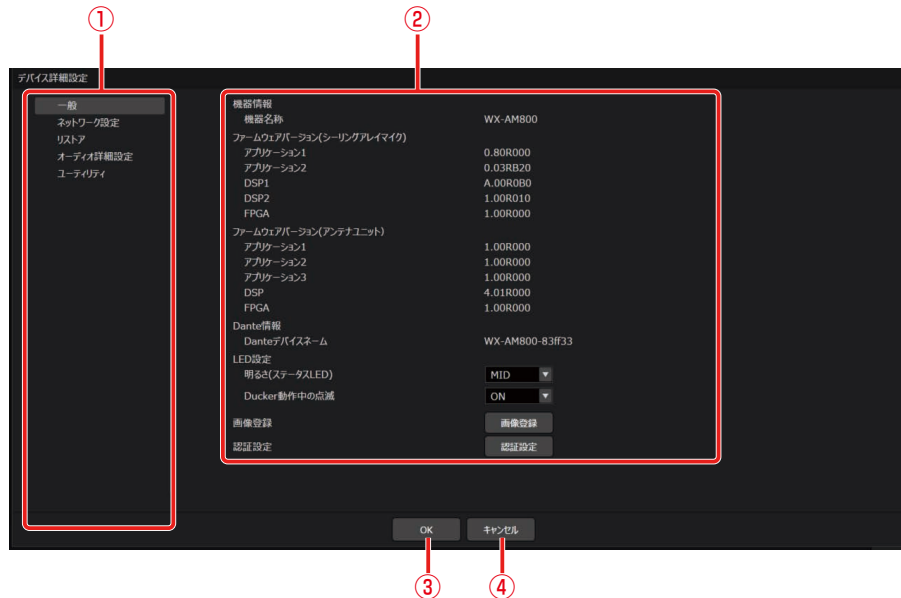 ① ②
デバイス詳細設定
一般
ネットワーク設定
リストア
オーディオ詳細設定
ユーティリティ
機器情報
機器名称 WX-AM800
ファームウェアバージョン(シーリングアレイマイク)
アプリケーション1 0.80R000
アプリケーション2 0.03RB20
DSP1 A.00R0B0
DSP2 1.00R010
FPGA 1.00R000
ファームウェアバージョン(アンテナユニット)
アプリケーション1 1.00R000
アプリケーション2 1.00R000
アプリケーション3 1.00R000
DSP 4.01R000
FPGA 1.00R000
Dante情報
Danteデバイスネーム WX-AM800-83ff33
LED設定
明るさ(ステータスLED) MID
Ducker動作中の点滅 ON
画像登録 画像登録
認証設定 認証設定
OK キャンセル
③ ④